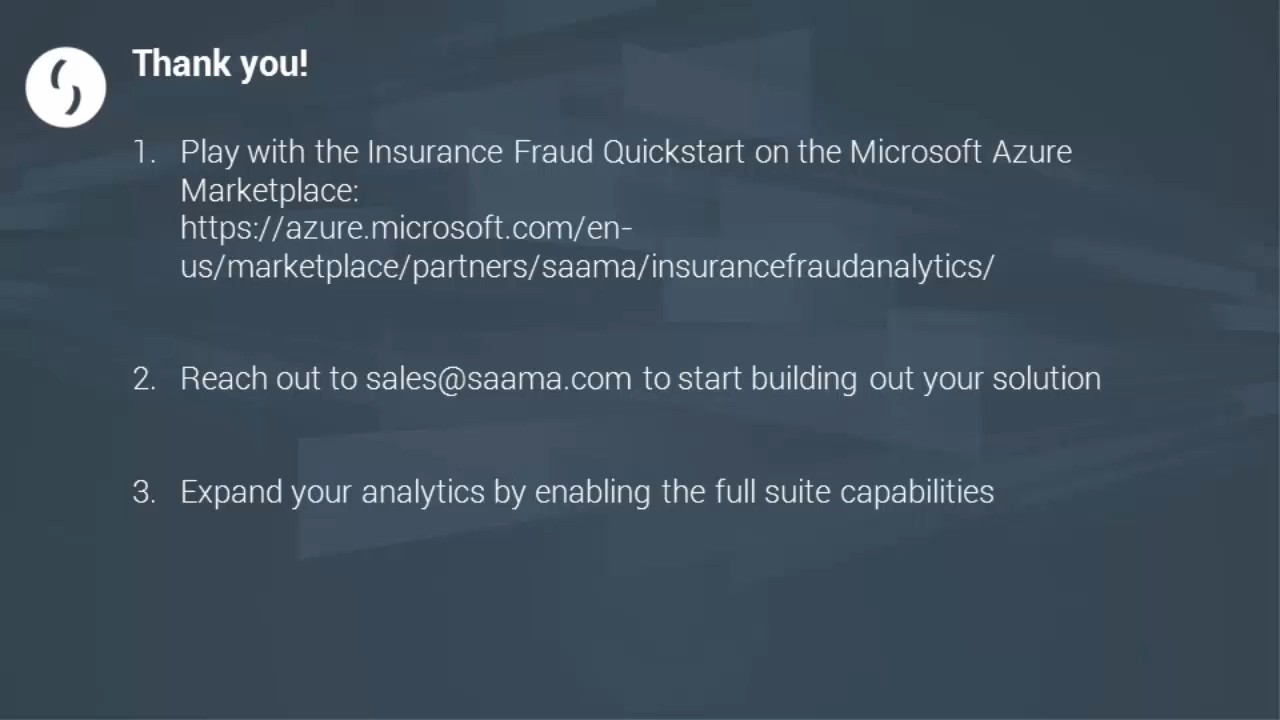 Thank you!
1. Play with the Insurance Fraud Quickstart on the Microsoft Azure
Marketplace:
https://azure.microsoft.com/en-
us/marketplace/partners/saama/insurancefraudanalytics/
2. Reach out to sales@saama.com to start building out your solution
3. Expand your analytics by enabling the full suite capabilities